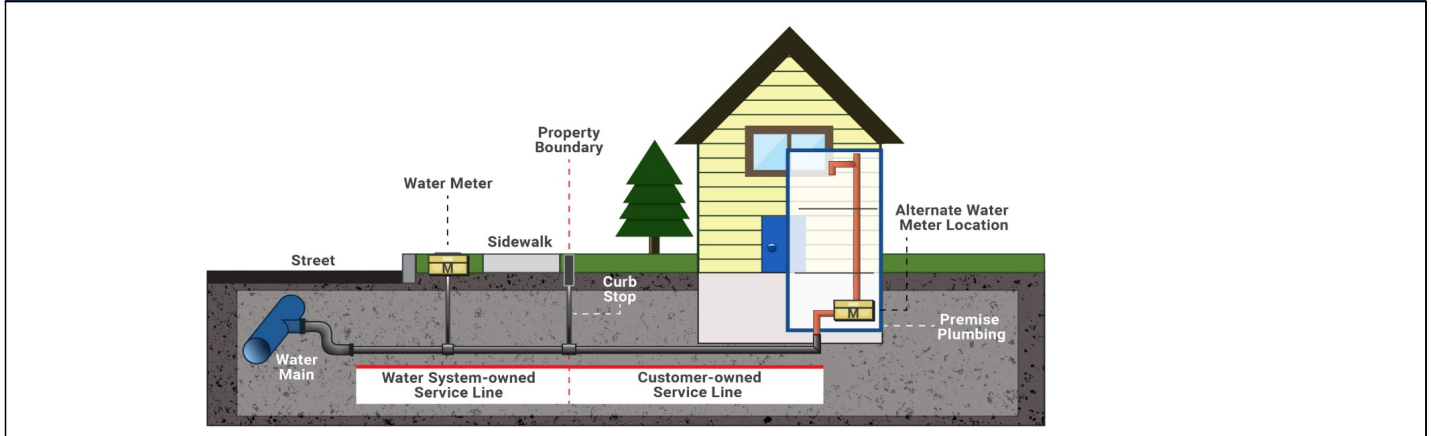 Property
Boundary
Water Meter
Alternate Water
Meter Location
Sidewalk
Street
M
Curb
Stop
M
Premise
Plumbing
Water
Main
Water System-owned
Service Line
Customer-owned
Service Line